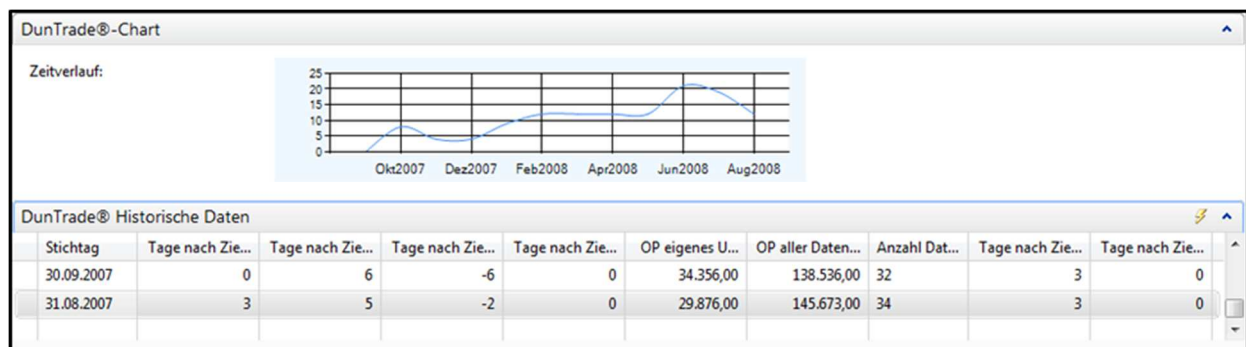 DunTrade®-Chart
Zeitverlauf:
25
20
15
10
5
0
Okt2007 Dez2007 Feb2008 Apr2008 Jun2008 Aug2008
DunTrade® Historische Daten
Stichtag Tage nach Zie... Tage nach Zie... Tage nach Zie... Tage nach Zie... OP eigenes U... OP aller Daten... Anzahl Dat... Tage nach Zie... Tage nach Zie...
30.09.2007 0 6 -6 0 34.356,00 138.536,00 32 3 0
31.08.2007 3 5 -2 0 29.876,00 145.673,00 34 3 0